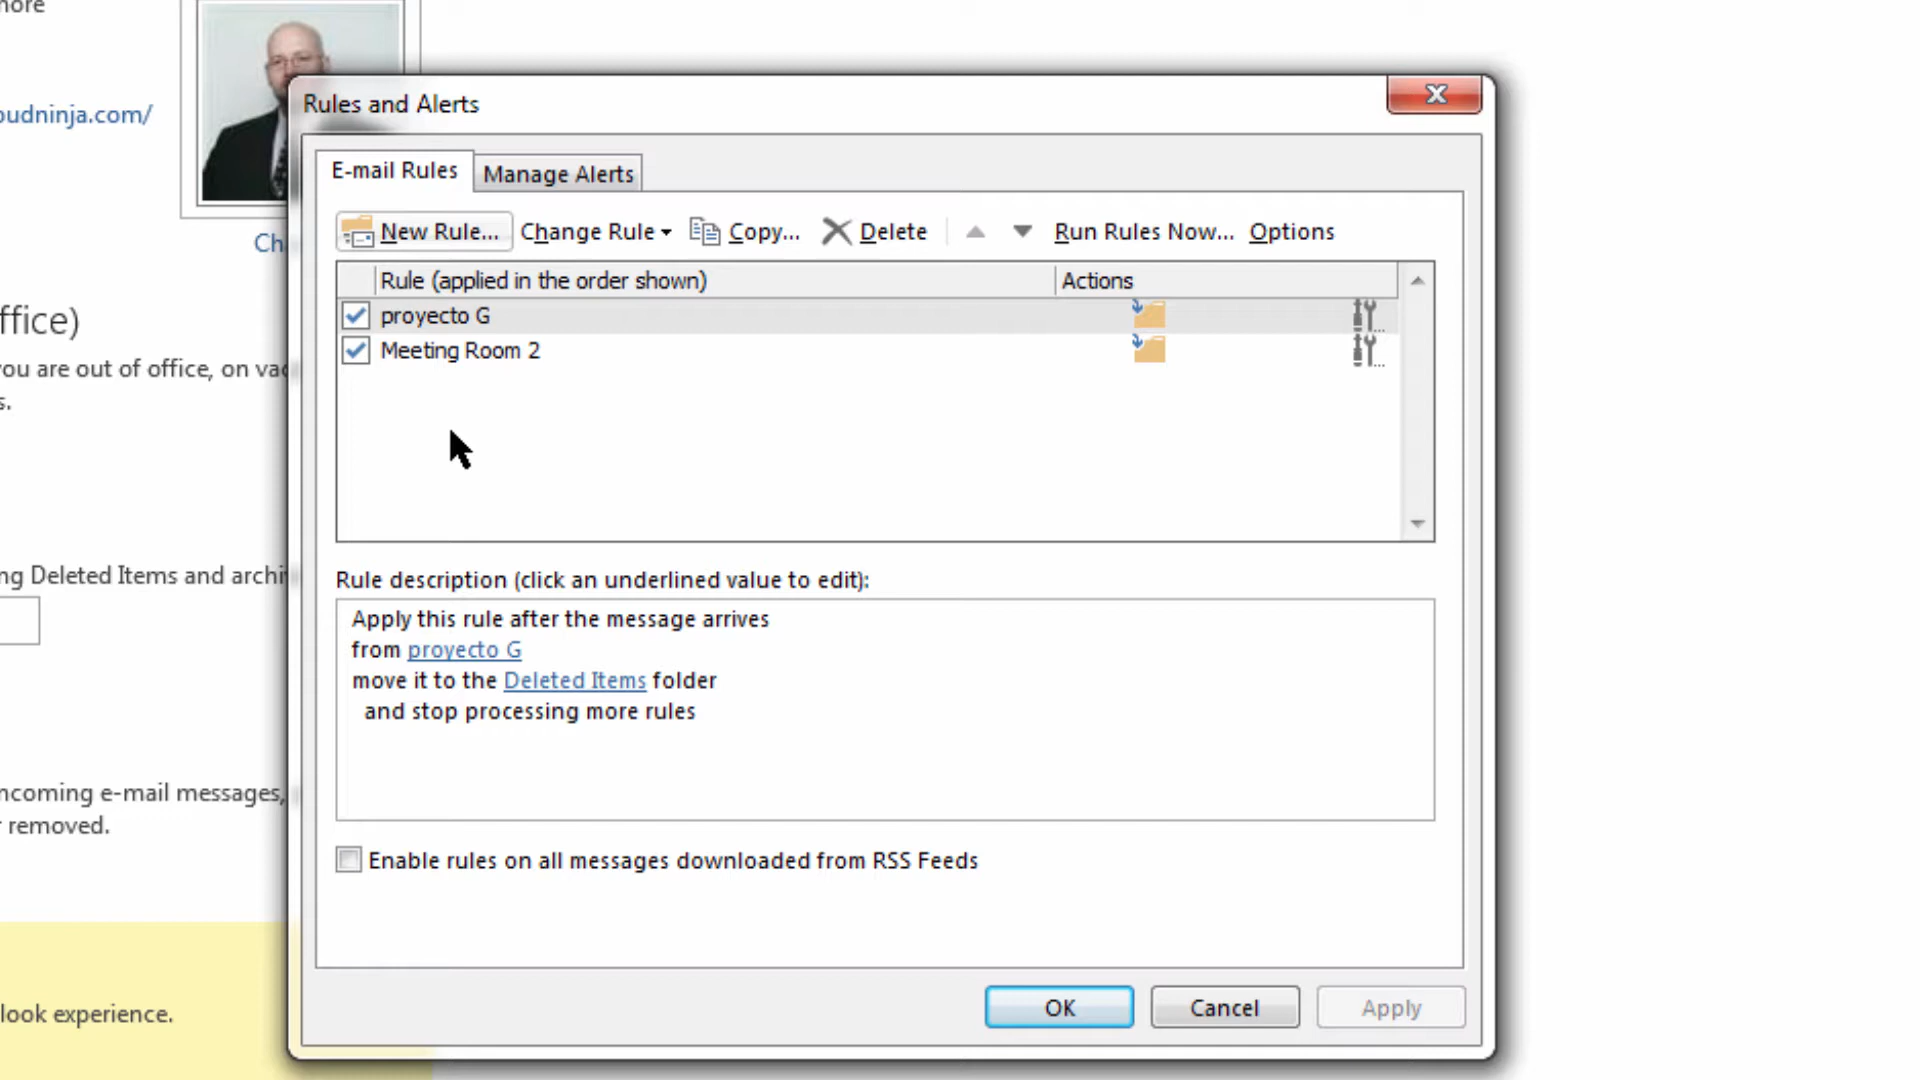 more
oudninja.com/
Rules and Alerts
E-mail Rules
Manage Alerts
New Rule... Change Rule Copy... Delete Run Rules Now... Options
Ch
Rule (applied in the order shown) Actions
ffice)
proyecto G
Meeting Room 2
you are out of office, on vac
s.
ng Deleted Items and archi
Rule description (click an underlined value to edit):
Apply this rule after the message arrives
from proyecto G
move it to the Deleted Items folder
and stop processing more rules
ncoming e-mail messages,
r removed.
Enable rules on all messages downloaded from RSS Feeds
look experience.
OK Cancel Apply